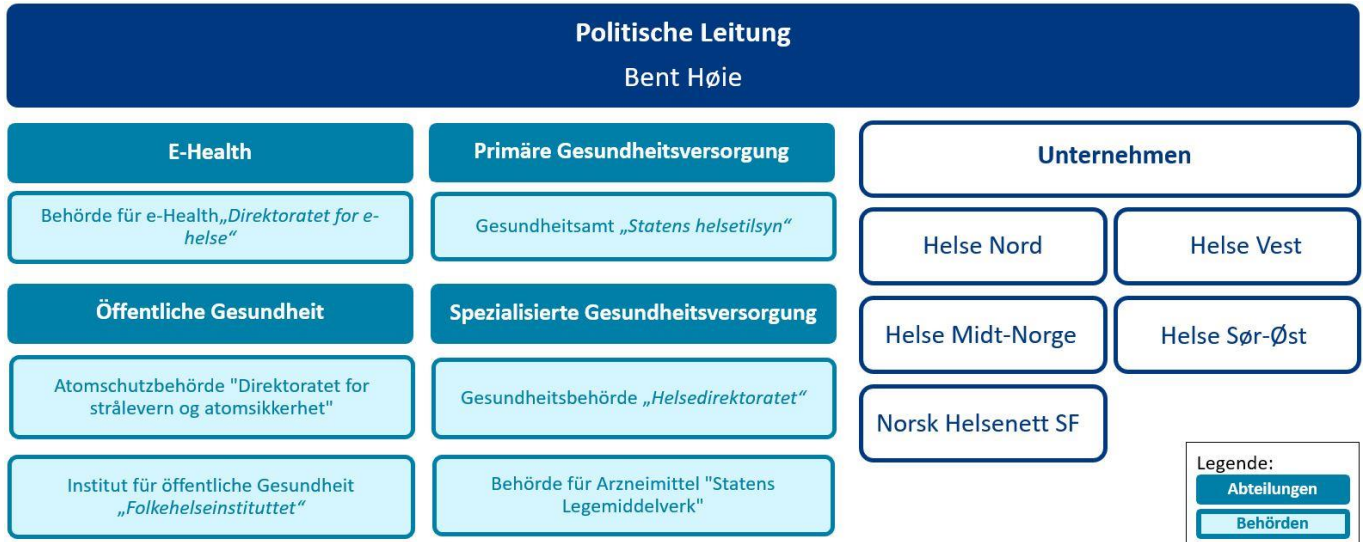 Politische Leitung
Bent Høie
E-Health
Behörde für e-Health„Direktoratet for e-
helse“
Öffentliche Gesundheit
Atomschutzbehörde "Direktoratet for
strålevern og atomsikkerhet"
Institut für öffentliche Gesundheit
„Folkehelseinstituttet“
Primäre Gesundheitsversorgung
Gesundheitsamt „Statens helsetilsyn“
Spezialisierte Gesundheitsversorgung
Gesundheitsbehörde „Helsedirektoratet“
Behörde für Arzneimittel "Statens
Legemiddelverk"
Unternehmen
Helse Nord
Helse Vest
Helse Midt-Norge
Helse Sør-Øst
Norsk Helsenett SF
Legende:
Abteilungen
Behörden